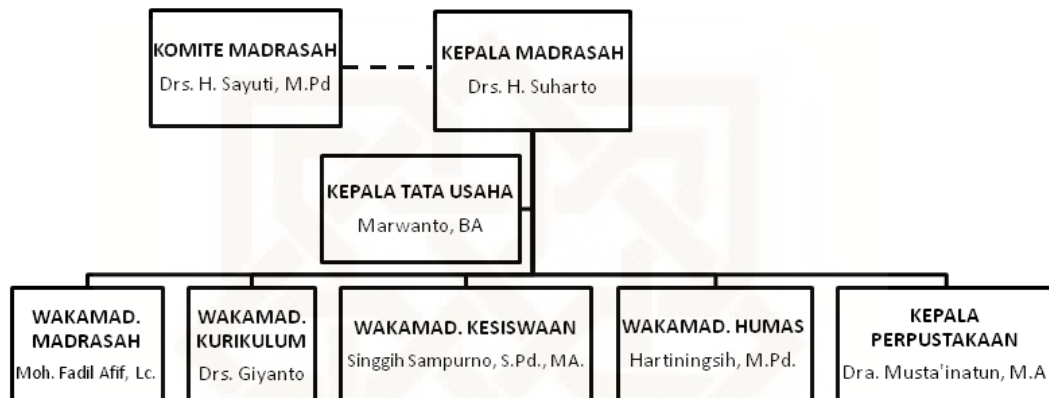 KOMITE MADRASAH
Drs. H. Sayuti, M.Pd
KEPALA MADRASAH
Drs. H. Suharto
KEPALA TATA USAHA
Marwanto, BA
WAKAMAD.
MADRASAH
Moh. Fadil Afif, Lc.
WAKAMAD.
KURIKULUM
Drs. Giyanto
WAKAMAD. KESISWAAN
Singgih Sampurno, S.Pd., MA.
WAKAMAD. HUMAS
Hartiningsih, M.Pd.
KEPALA
PERPUSTAKAAN
Dra. Musta'inatun, M.A